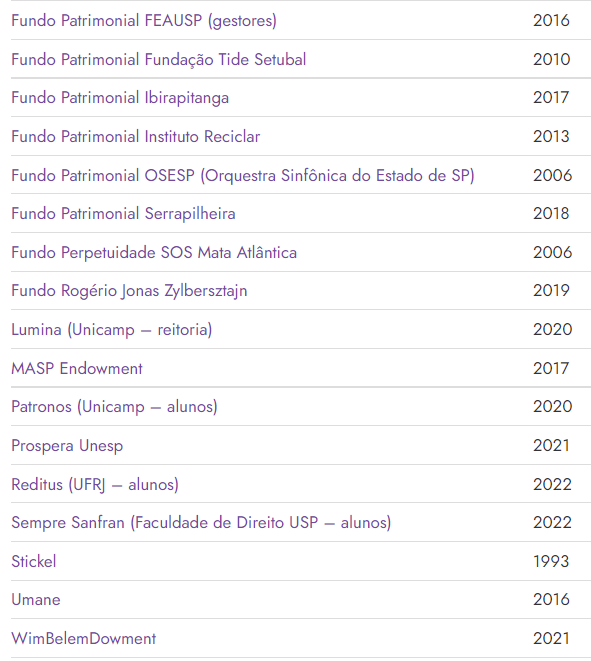 Fundo Patrimonial FEAUSP (gestores) 2016
Fundo Patrimonial Fundação Tide Setubal 2010
Fundo Patrimonial Ibirapitanga 2017
Fundo Patrimonial Instituto Reciclar 2013
Fundo Patrimonial OSESP (Orquestra Sinfônica do Estado de SP) 2006
Fundo Patrimonial Serrapilheira 2018
Fundo Perpetuidade SOS Mata Atlântica 2006
Fundo Rogério Jonas Zylbersztajn 2019
Lumina (Unicamp – reitoria) 2020
MASP Endowment 2017
Patronos (Unicamp – alunos) 2020
Prospera Unesp 2021
Reditus (UFRJ – alunos) 2022
Sempre Sanfran (Faculdade de Direito USP – alunos) 2022
Stickel 1993
Umane 2016
WimBelemDowment 2021